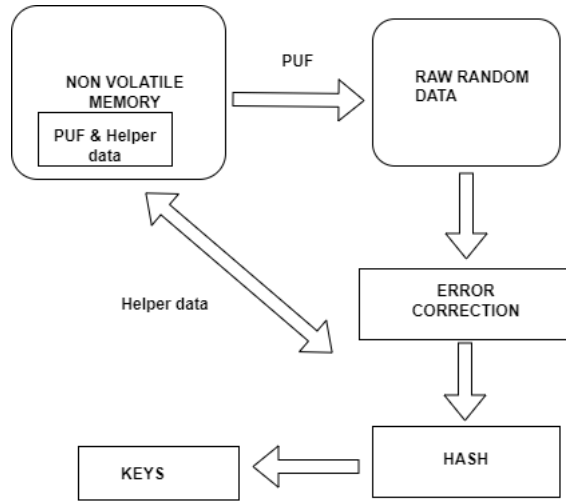 NON VOLATILE
MEMORY
PUF & Helper
data
PUF
RAW RANDOM
DATA
Helper data
ERROR
CORRECTION
HASH
KEYS